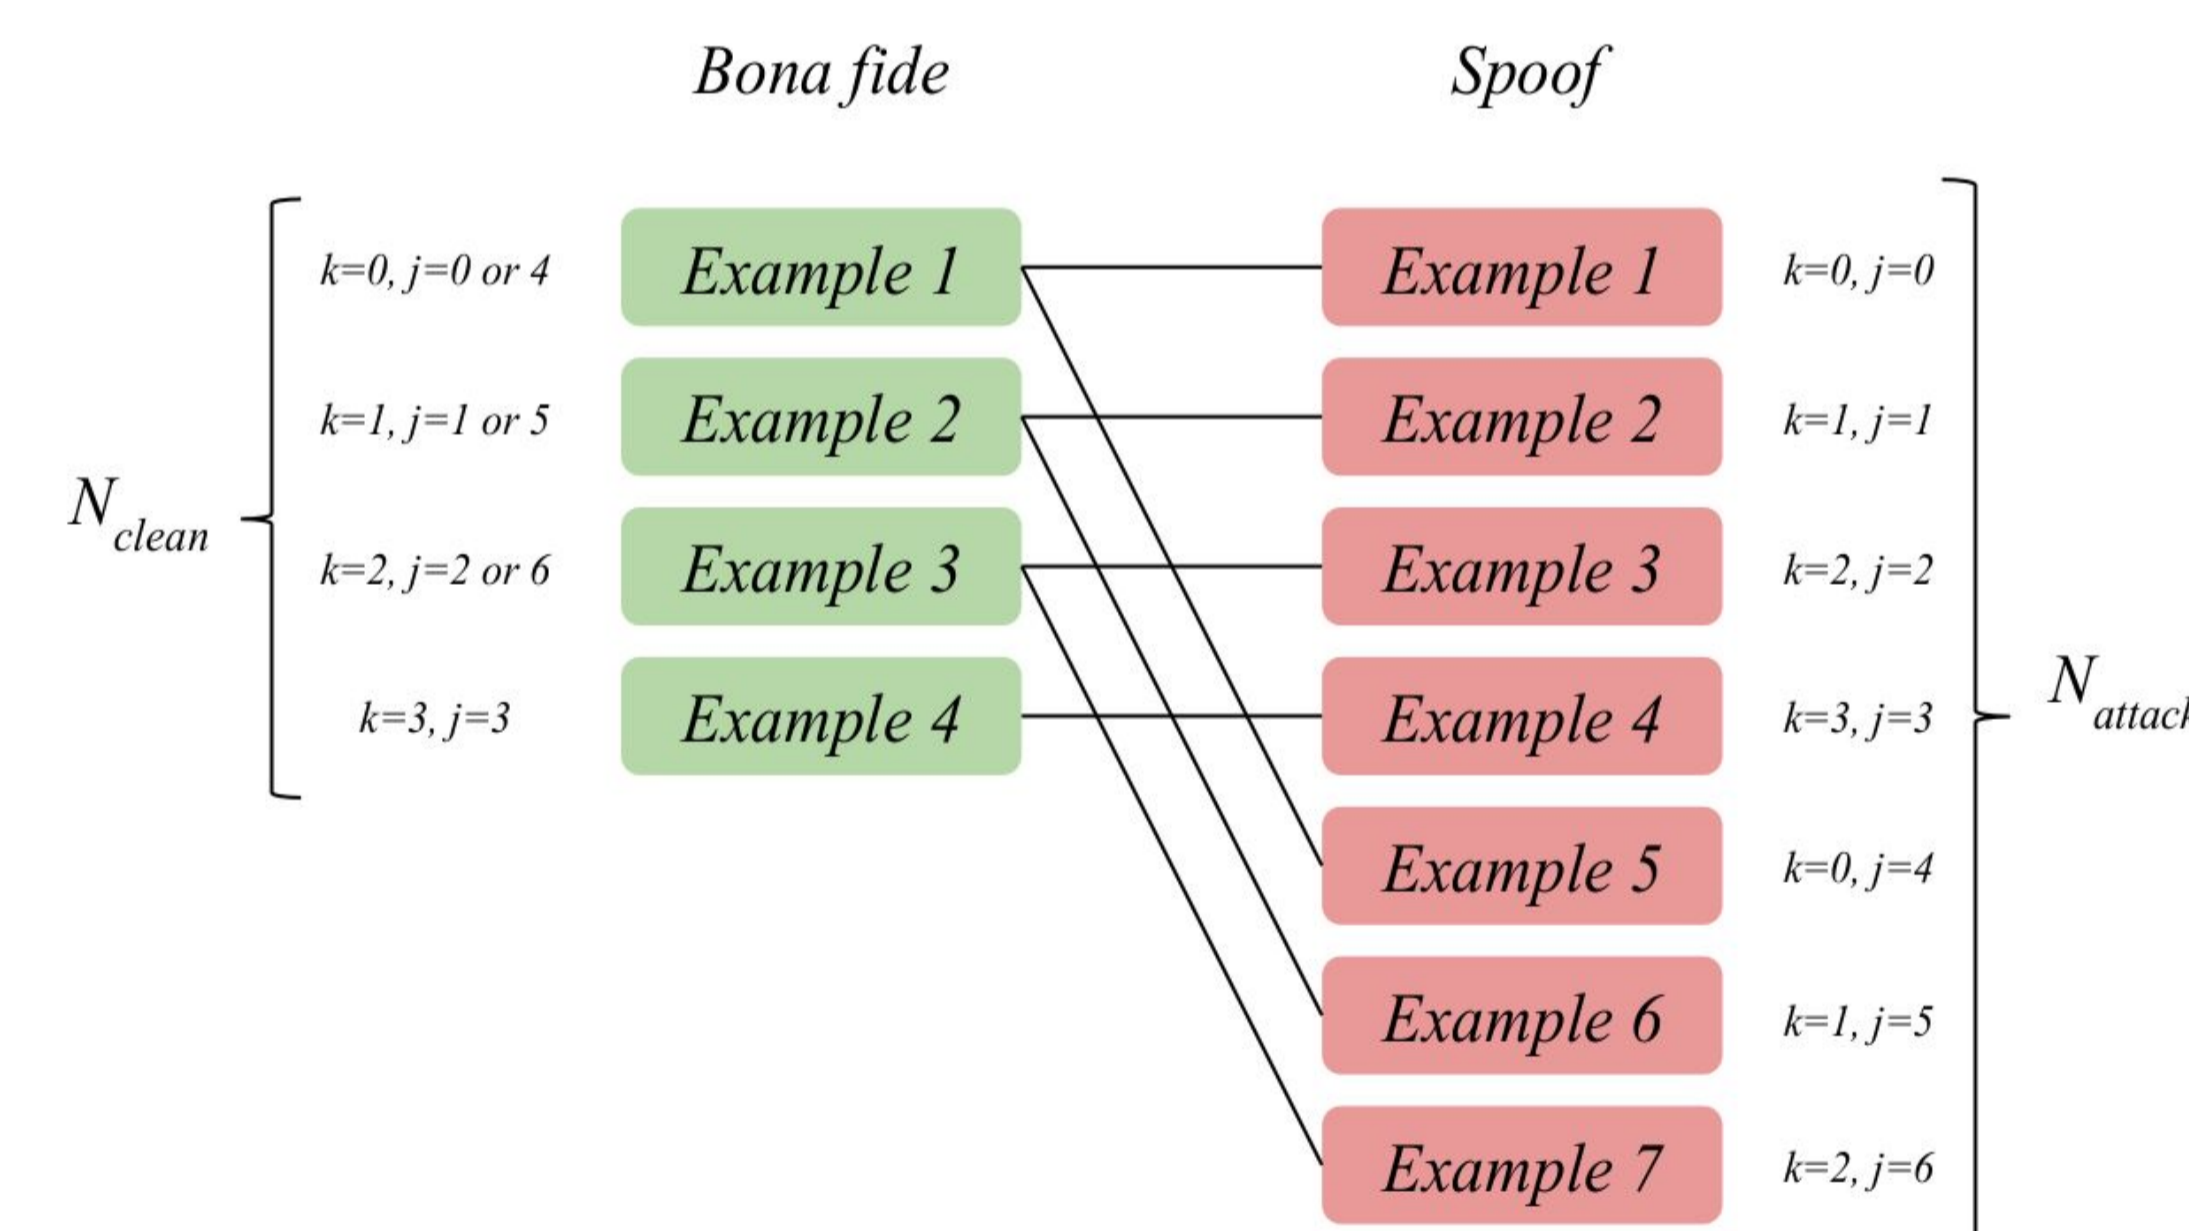 Bona fide Spoof
k=0, j=0 or 4 Example 1 Example 1 k=0, j=0
k=1, j=1 or 5 Example 2 Example 2 k=1, j=1
N clean
k=2, j=2 or 6 Example 3 Example 3 k=2, j=2
N attack
k=3, j=3 Example 4 Example 4 k=3, j=3
Example 5 k=0, j=4
Example 6 k=1, j=5
Example 7 k=2, j=6